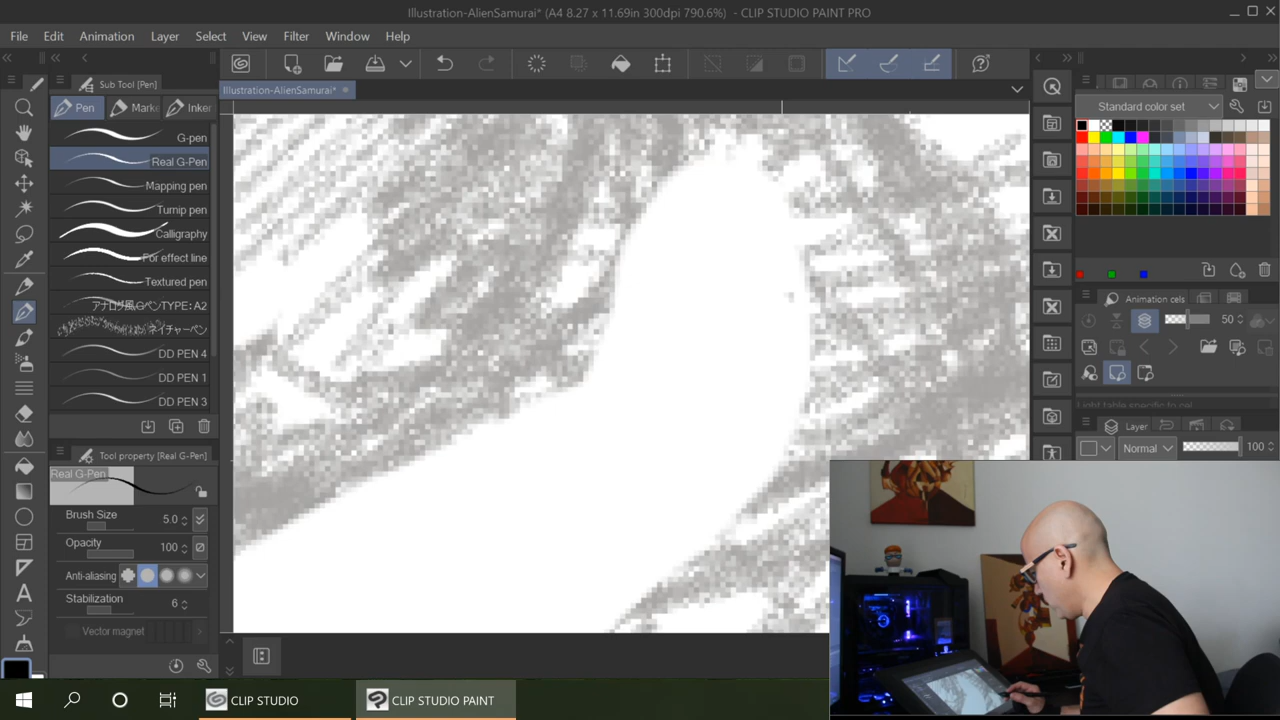 Illustration-AlienSamurai* (A4 8.27 x 11.69in 300dpi 790.6%) - CLIP STUDIO PAINT PRO
File Edit Animation Layer Select View Filter Window Help
Sub Tool [Pen]
Illustration-AlienSamurai*
Pen Marke Inker
G-pen
Real G-Pen
Mapping pen
Turnip pen
Calligraphy
For effect line
Textured pen
アナログ風GペンTYPE：A2
ネイチャーペン
DD PEN 4
DD PEN 1
DD PEN 3
Tool property [Real G-Pen]
Real G-Pen
Brush Size 5.0
Opacity 100
Anti-aliasing
Stabilization 6
Vector magnet
Standard color set
Animation cels
50
Light table specific to cel
Layer
Normal 100
CLIP STUDIO
CLIP STUDIO PAINT